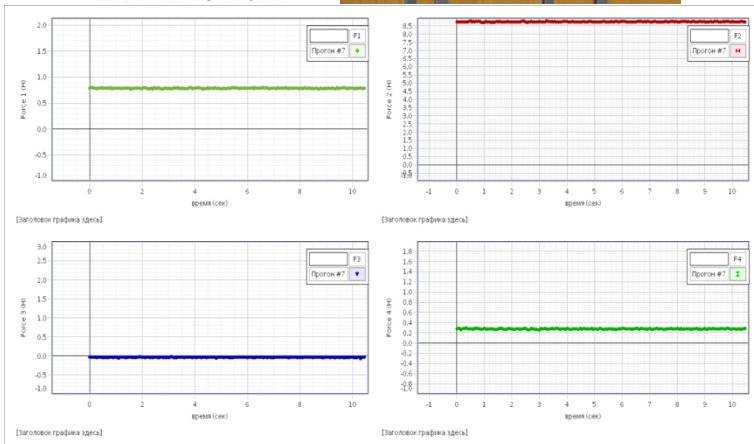 2.0
1.5
1.0
0.5
0.0
-0.5
-1.0
Force 1 (Н)
F1
Прогон #7
0 2 4 6 8 10
время (сек)
[Заголовок графика здесь]
8.5
8.0
7.5
7.0
6.5
6.0
5.5
5.0
4.5
4.0
3.5
3.0
2.5
2.0
1.5
1.0
0.5
0.0
-0.5
-1.0
Force 2 (Н)
F2
Прогон #7
-1 0 1 2 3 4 5 6 7 8 9 10
время (сек)
[Заголовок графика здесь]
3.0
2.5
2.0
1.5
1.0
0.5
0.0
-0.5
-1.0
Force 3 (Н)
F3
Прогон #7
0 2 4 6 8 10
время (сек)
[Заголовок графика здесь]
1.8
1.6
1.4
1.2
1.0
0.8
0.6
0.4
0.2
0.0
-0.2
-0.4
-0.6
-0.8
-1.0
Force 4 (Н)
F4
Прогон #7
-1 0 1 2 3 4 5 6 7 8 9 10
время (сек)
[Заголовок графика здесь]